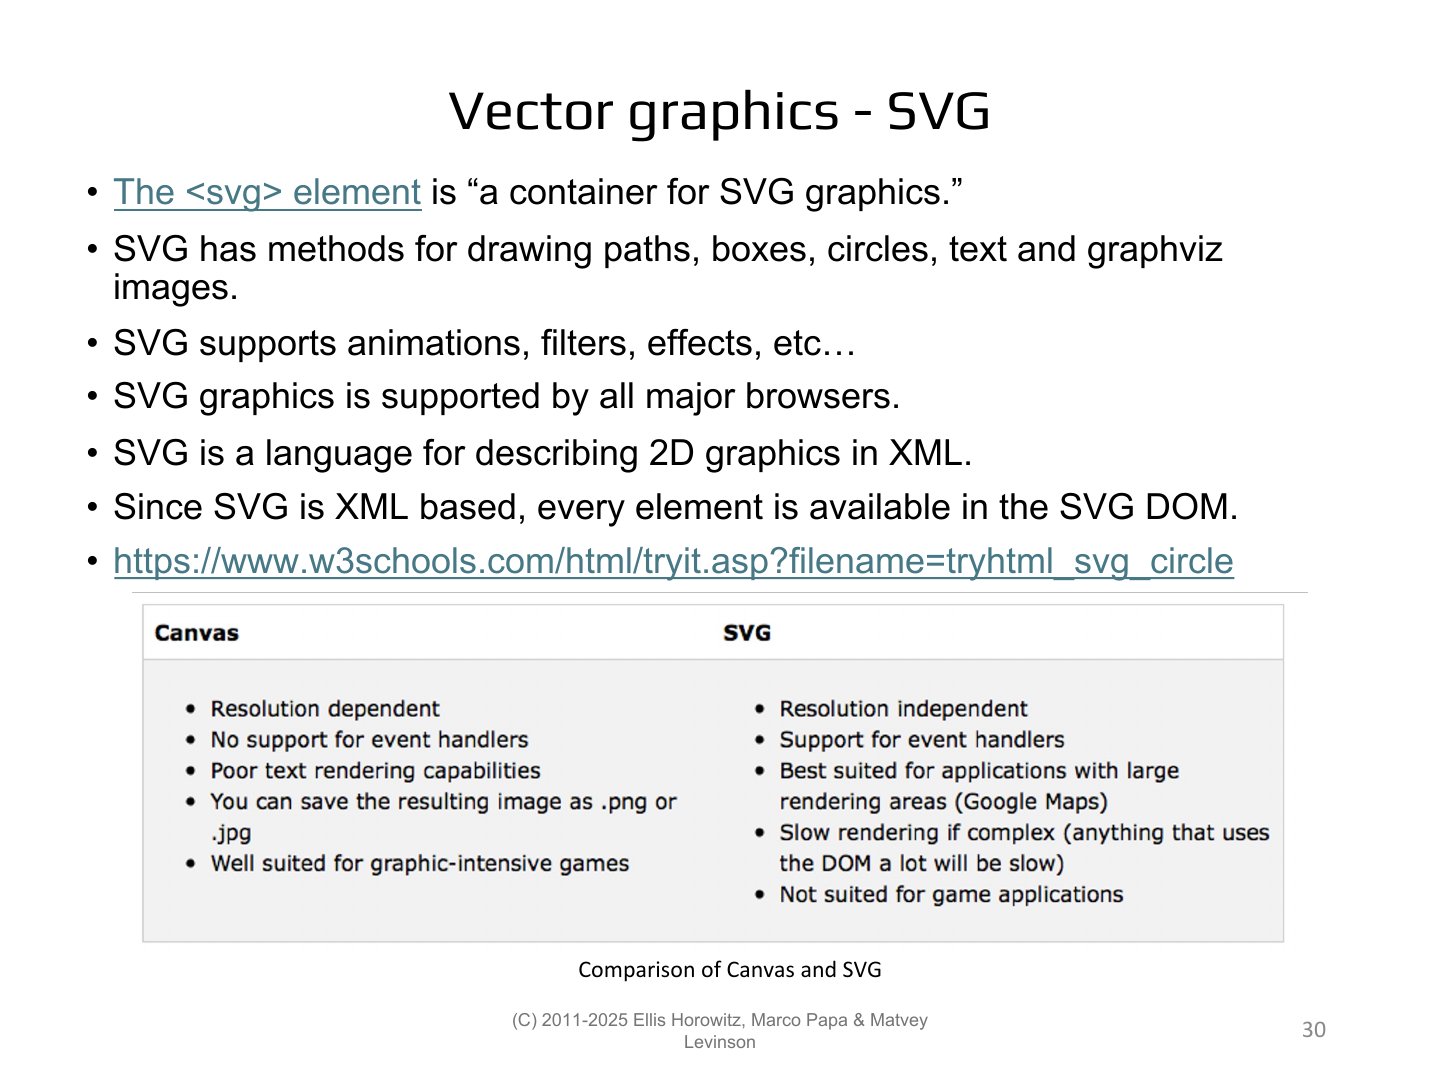 Vector graphics - SVG
• The <svg> element is “a container for SVG graphics.”
• SVG has methods for drawing paths, boxes, circles, text and graphviz
images.
• SVG supports animations, filters, effects, etc…
• SVG graphics is supported by all major browsers.
• SVG is a language for describing 2D graphics in XML.
• Since SVG is XML based, every element is available in the SVG DOM.
• https://www.w3schools.com/html/tryit.asp?filename=tryhtml_svg_circle
Canvas
• Resolution dependent
• No support for event handlers
• Poor text rendering capabilities
• You can save the resulting image as .png or
.jpg
• Well suited for graphic-intensive games
SVG
• Resolution independent
• Support for event handlers
• Best suited for applications with large
rendering areas (Google Maps)
• Slow rendering if complex (anything that uses
the DOM a lot will be slow)
• Not suited for game applications
Comparison of Canvas and SVG
(C) 2011-2025 Ellis Horowitz, Marco Papa & Matvey
Levinson
30